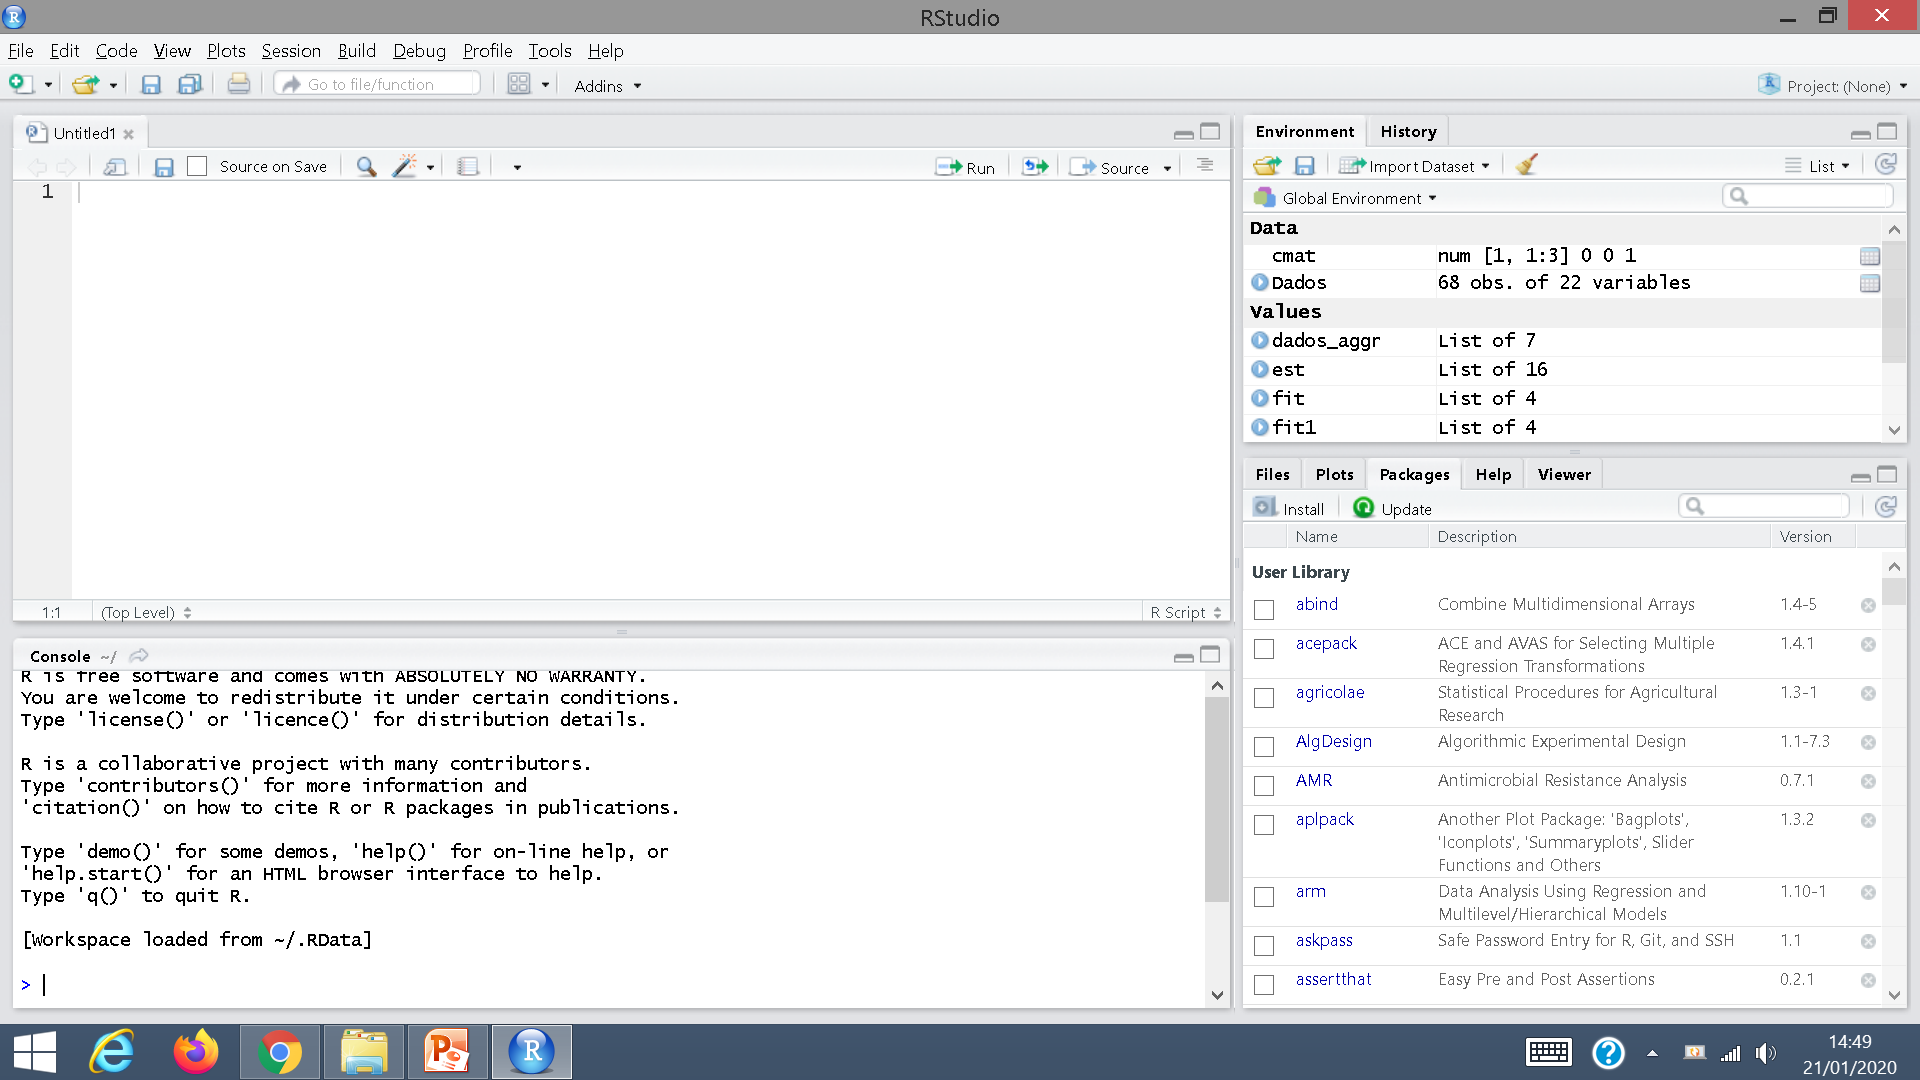 RStudio
File Edit Code View Plots Session Build Debug Profile Tools Help
Go to file/function Addins Project: (None)
Untitled1
Source on Save Run Source
1
1:1 (Top Level) R Script
Console ~/
R is free software and comes with ABSOLUTELY NO WARRANTY.
You are welcome to redistribute it under certain conditions.
Type 'license()' or 'licence()' for distribution details.
R is a collaborative project with many contributors.
Type 'contributors()' for more information and
'citation()' on how to cite R or R packages in publications.
Type 'demo()' for some demos, 'help()' for on-line help, or
'help.start()' for an HTML browser interface to help.
Type 'q()' to quit R.
[Workspace loaded from ~/.RData]
>
Environment History
Import Dataset List
Global Environment
Data
cmat num [1, 1:3] 0 0 1
Dados 68 obs. of 22 variables
Values
dados_aggr List of 7
est List of 16
fit List of 4
fit1 List of 4
Files Plots Packages Help Viewer
Install Update
Name Description Version
User Library
abind Combine Multidimensional Arrays 1.4-5
acepack ACE and AVAS for Selecting Multiple 1.4.1
Regression Transformations
agricolae Statistical Procedures for Agricultural 1.3-1
Research
AlgDesign Algorithmic Experimental Design 1.1-7.3
AMR Antimicrobial Resistance Analysis 0.7.1
aplpack Another Plot Package: 'Bagplots', 1.3.2
'Iconplots', 'Summaryplots', Slider
Functions and Others
arm Data Analysis Using Regression and 1.10-1
Multilevel/Hierarchical Models
askpass Safe Password Entry for R, Git, and SSH 1.1
assertthat Easy Pre and Post Assertions 0.2.1
14:49
21/01/2020